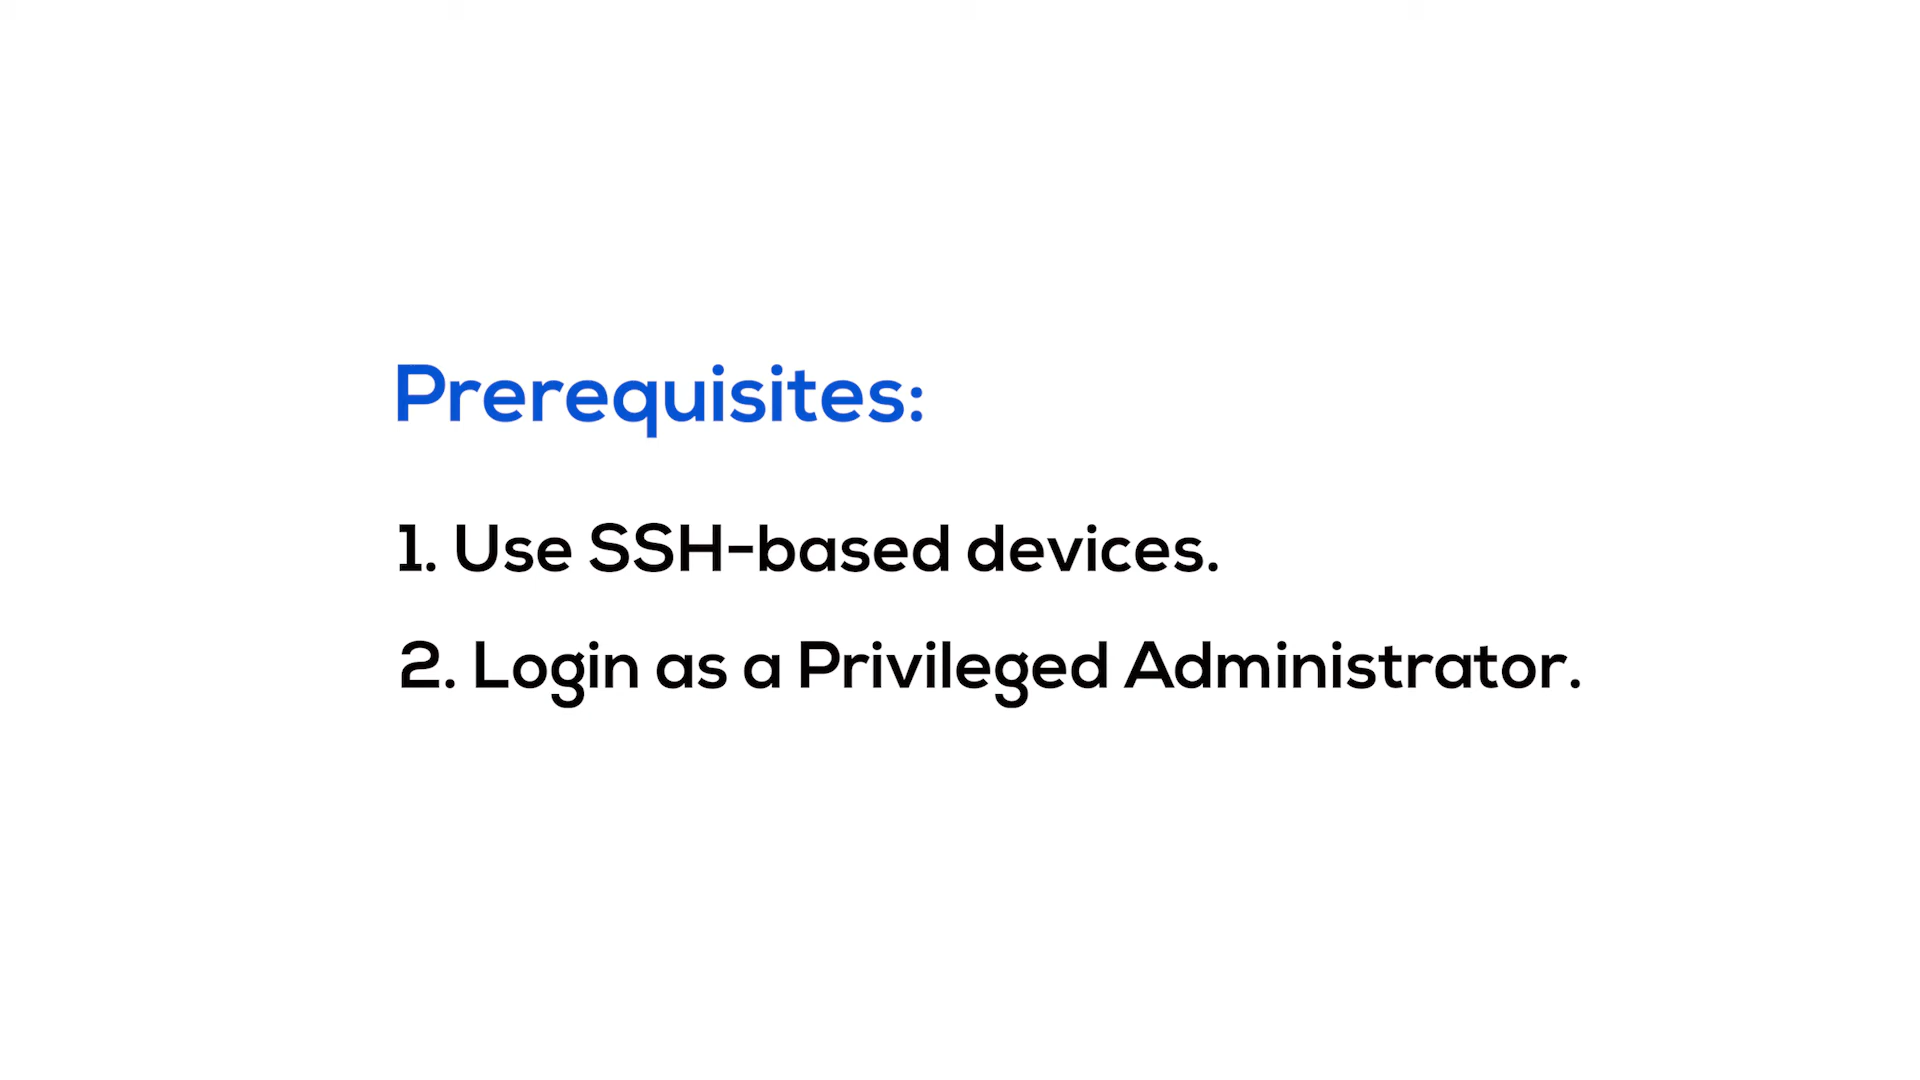 Prerequisites:
1. Use SSH-based devices.
2. Login as a Privileged Administrator.